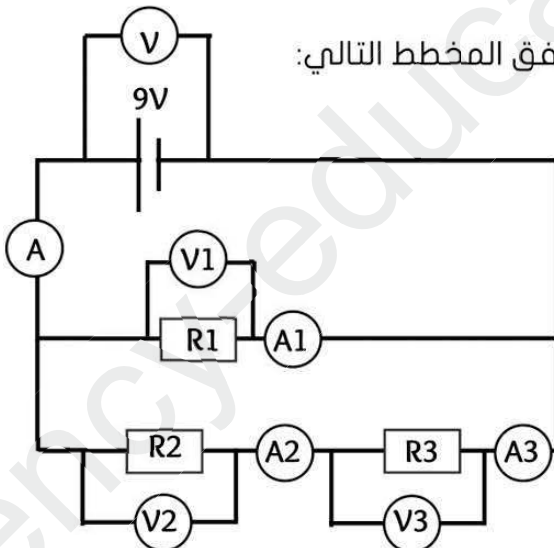 فق المخطط التالي:
V
9V
A
V1
R1 A1
R2 A2 R3 A3
V2 V3